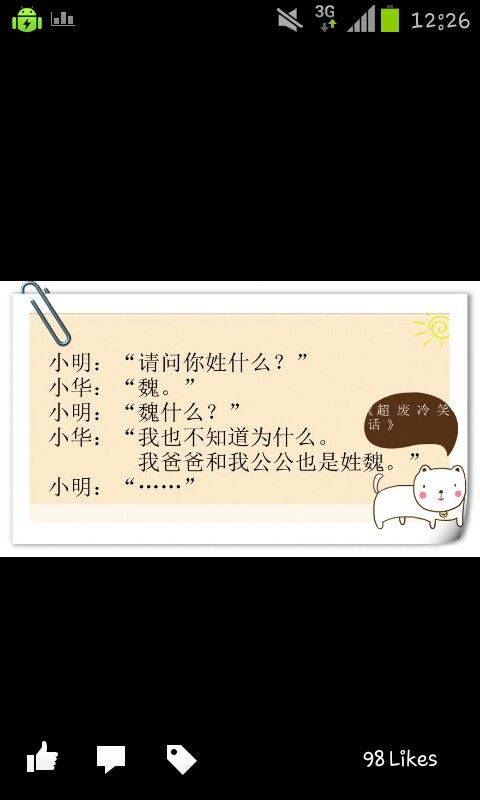 3G 12:26
小明：“请问你姓什么？”
小华：“魏。”
小明：“魏什么？”
小华：“我也不知道为什么。
我爸爸和我公公也是姓魏。”
小明：“……”
《超废冷笑
话》
98 Likes